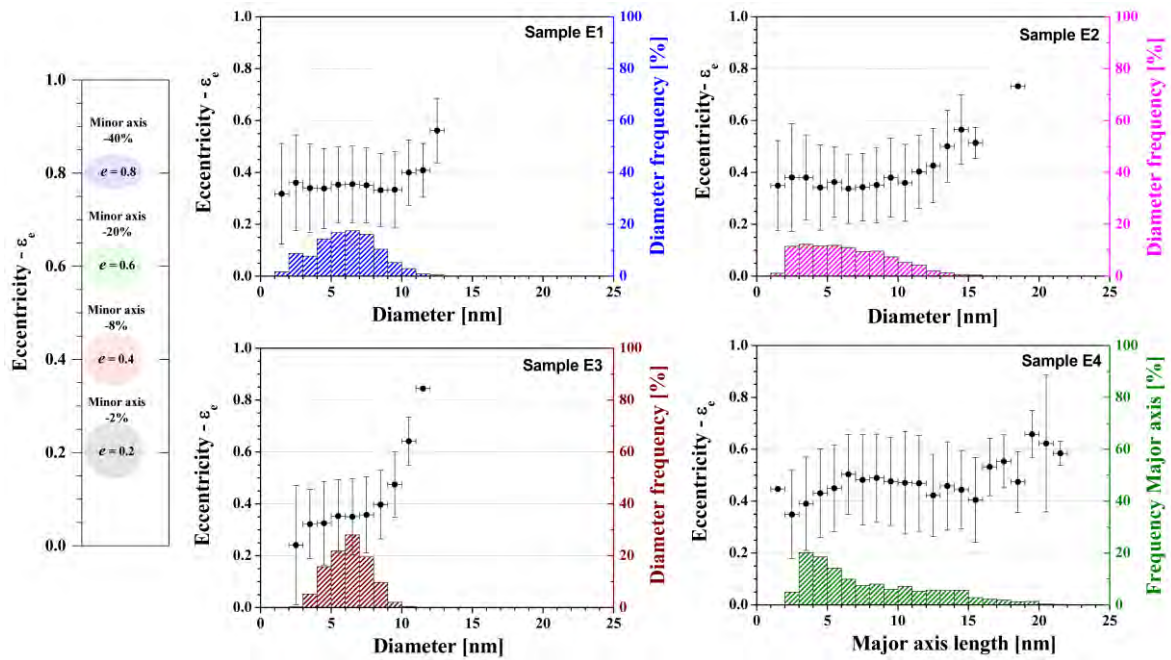 Eccentricity - εe
1.0
0.8
0.6
0.4
0.2
0.0
Minor axis
-40%
e = 0.8
Minor axis
-20%
e = 0.6
Minor axis
-8%
e = 0.4
Minor axis
-2%
e = 0.2
Sample E1
Eccentricity - εe
1.0
0.8
0.6
0.4
0.2
0.0
0 5 10 15 20 25
Diameter [nm]
100
80
60
40
20
0
Diameter frequency [%]
Sample E2
Eccentricity- εe
1.0
0.8
0.6
0.4
0.2
0.0
0 5 10 15 20 25
Diameter [nm]
100
80
60
40
20
0
Diameter frequency [%]
Sample E3
Eccentricity - εe
1.0
0.8
0.6
0.4
0.2
0.0
0 5 10 15 20 25
Diameter [nm]
100
80
60
40
20
0
Diameter frequency [%]
Sample E4
Eccentricity - εe
1.0
0.8
0.6
0.4
0.2
0.0
0 5 10 15 20 25
Major axis length [nm]
100
80
60
40
20
0
Frequency Major axis [%]